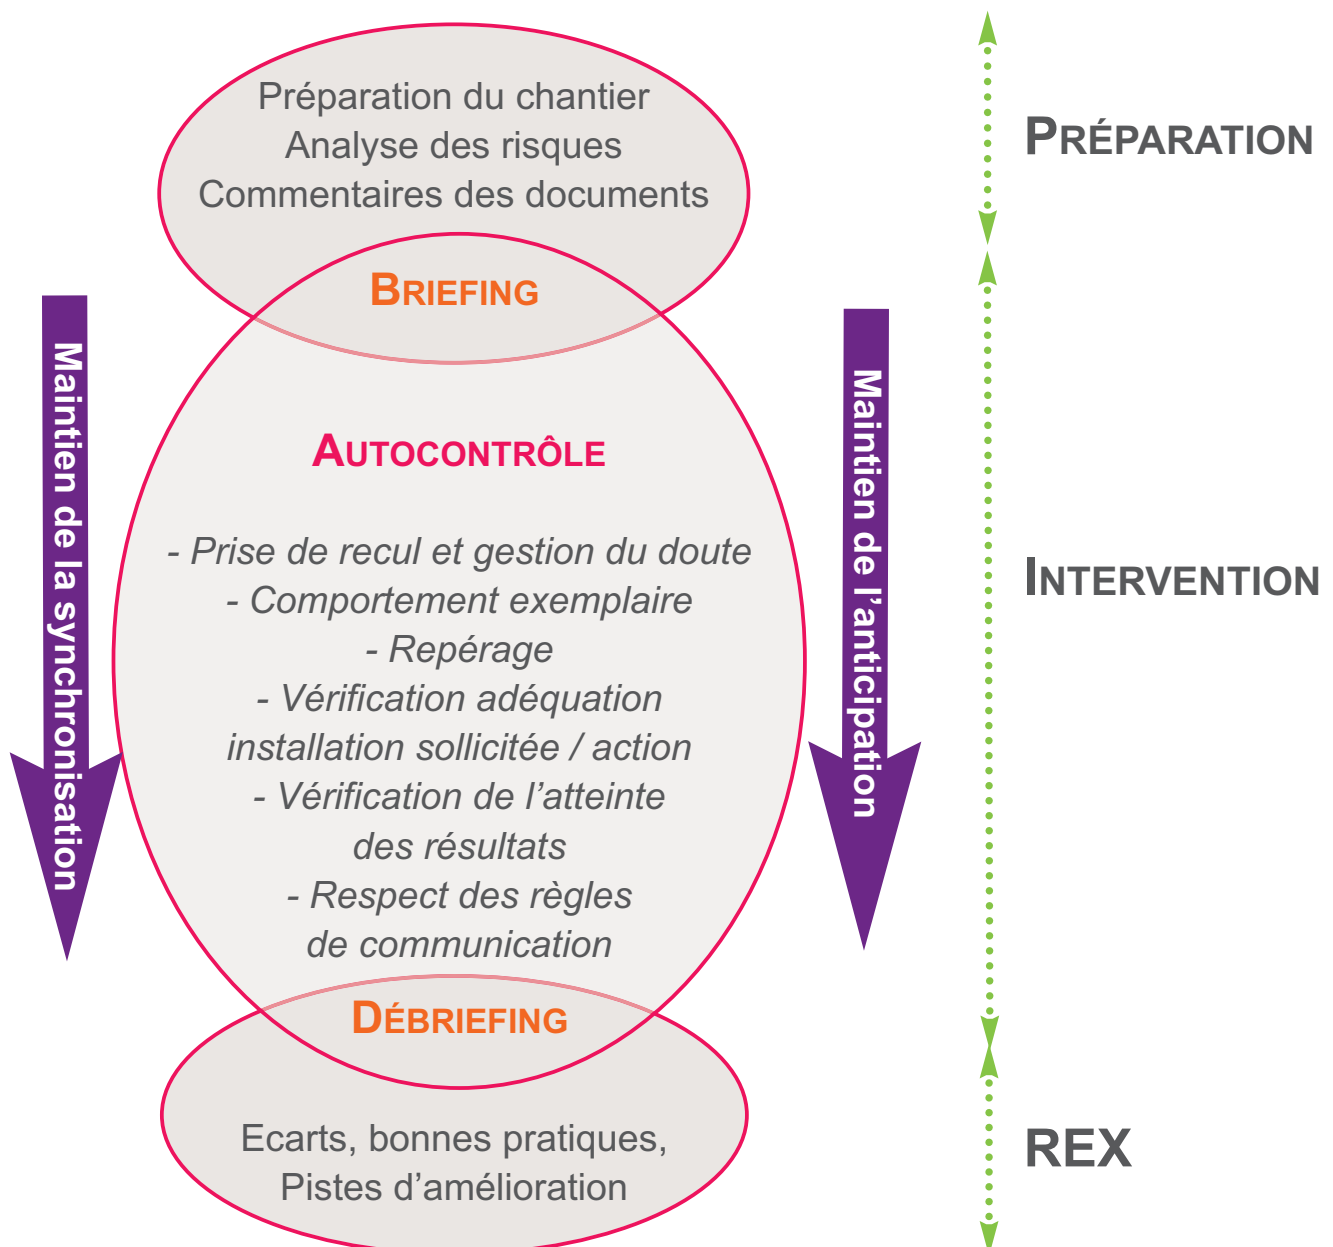 Préparation du chantier
Analyse des risques
Commentaires des documents
PRÉPARATION
BRIEFING
Maintien de la synchronisation
Maintien de l'anticipation
AUTOCONTRÔLE
- Prise de recul et gestion du doute
- Comportement exemplaire
- Repérage
- Vérification adéquation
installation sollicitée / action
- Vérification de l'atteinte
des résultats
- Respect des règles
de communication
INTERVENTION
DÉBRIEFING
Ecarts, bonnes pratiques,
Pistes d'amélioration
REX